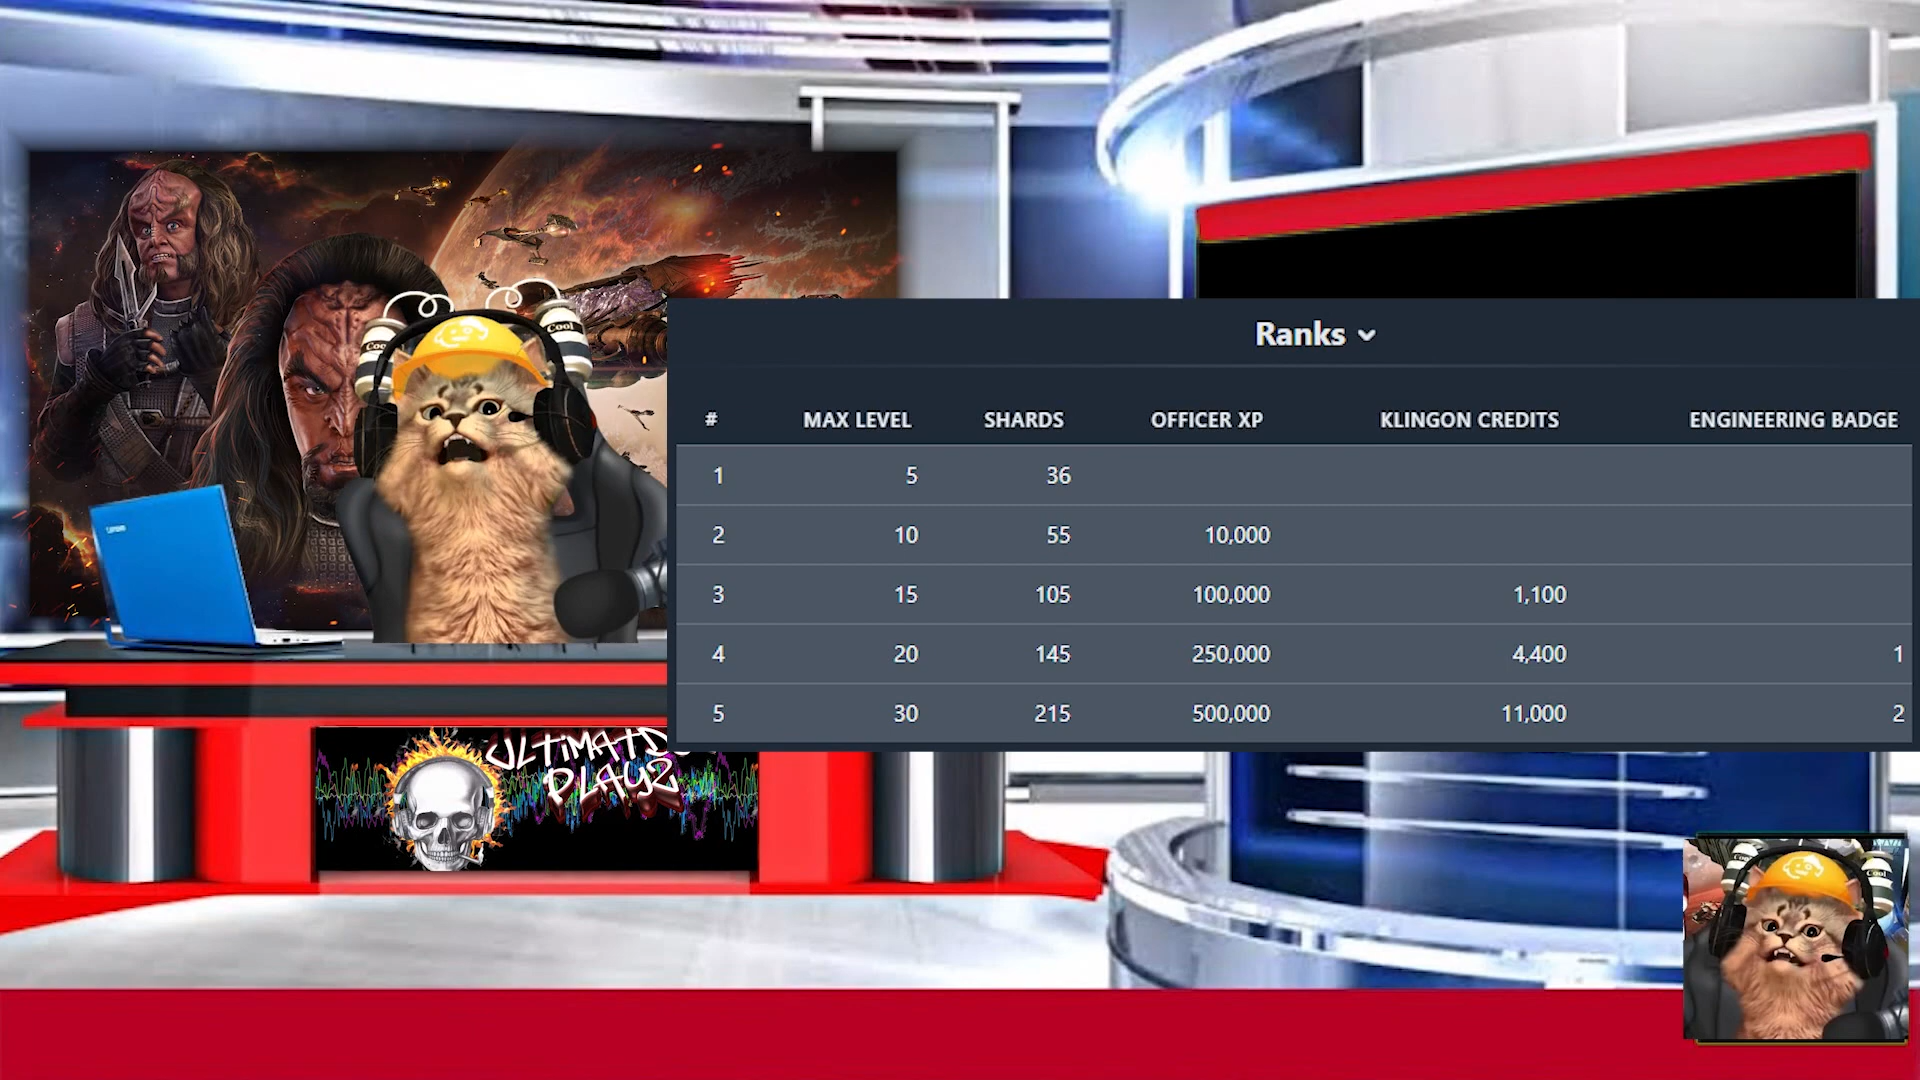 Cool
Coo
Ranks
# MAX LEVEL SHARDS OFFICER XP KLINGON CREDITS ENGINEERING BADGE
1 5 36
2 10 55 10,000
3 15 105 100,000 1,100
4 20 145 250,000 4,400 1
5 30 215 500,000 11,000 2
Lenovo
PLAYZ
Cool